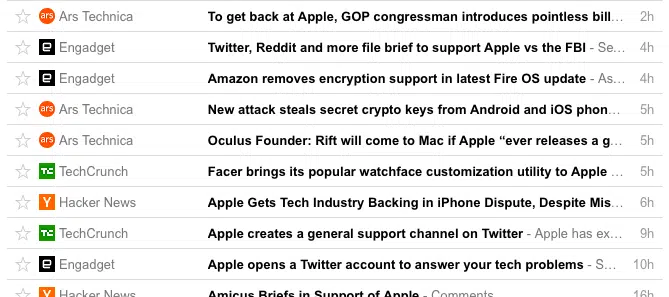 ars Ars Technica To get back at Apple, GOP congressman introduces pointless bill… 2h
e Engadget Twitter, Reddit and more file brief to support Apple vs the FBI - Se… 4h
e Engadget Amazon removes encryption support in latest Fire OS update - As… 4h
ars Ars Technica New attack steals secret crypto keys from Android and iOS phon… 5h
ars Ars Technica Oculus Founder: Rift will come to Mac if Apple “ever releases a g… 5h
TC TechCrunch Facer brings its popular watchface customization utility to Apple … 5h
Y Hacker News Apple Gets Tech Industry Backing in iPhone Dispute, Despite Mis… 6h
TC TechCrunch Apple creates a general support channel on Twitter - Apple has ex… 9h
e Engadget Apple opens a Twitter account to answer your tech problems - S… 10h
Y Hacker News Amicus Briefs in Support of Apple - Comments 16h